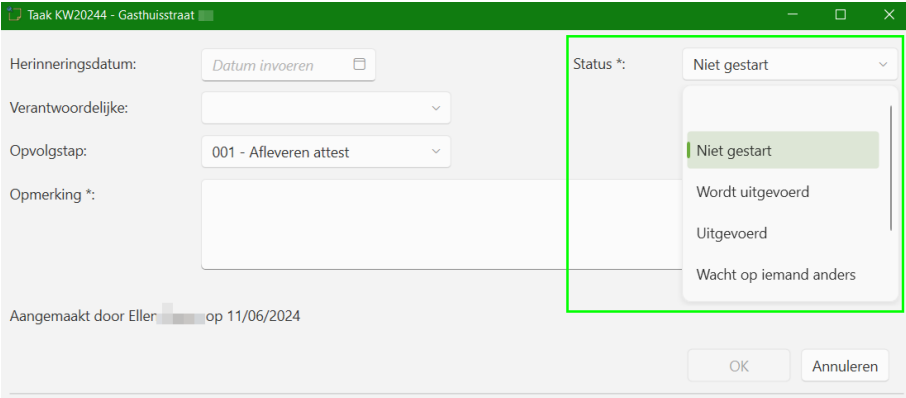 Taak KW20244 - Gasthuisstraat
Herinneringsdatum:
Datum invoeren
Status *:
Niet gestart
Verantwoordelijke:
Opvolgstap:
001 - Afleveren attest
Niet gestart
Opmerking *:
Wordt uitgevoerd
Uitgevoerd
Wacht op iemand anders
Aangemaakt door Ellen op 11/06/2024
OK
Annuleren